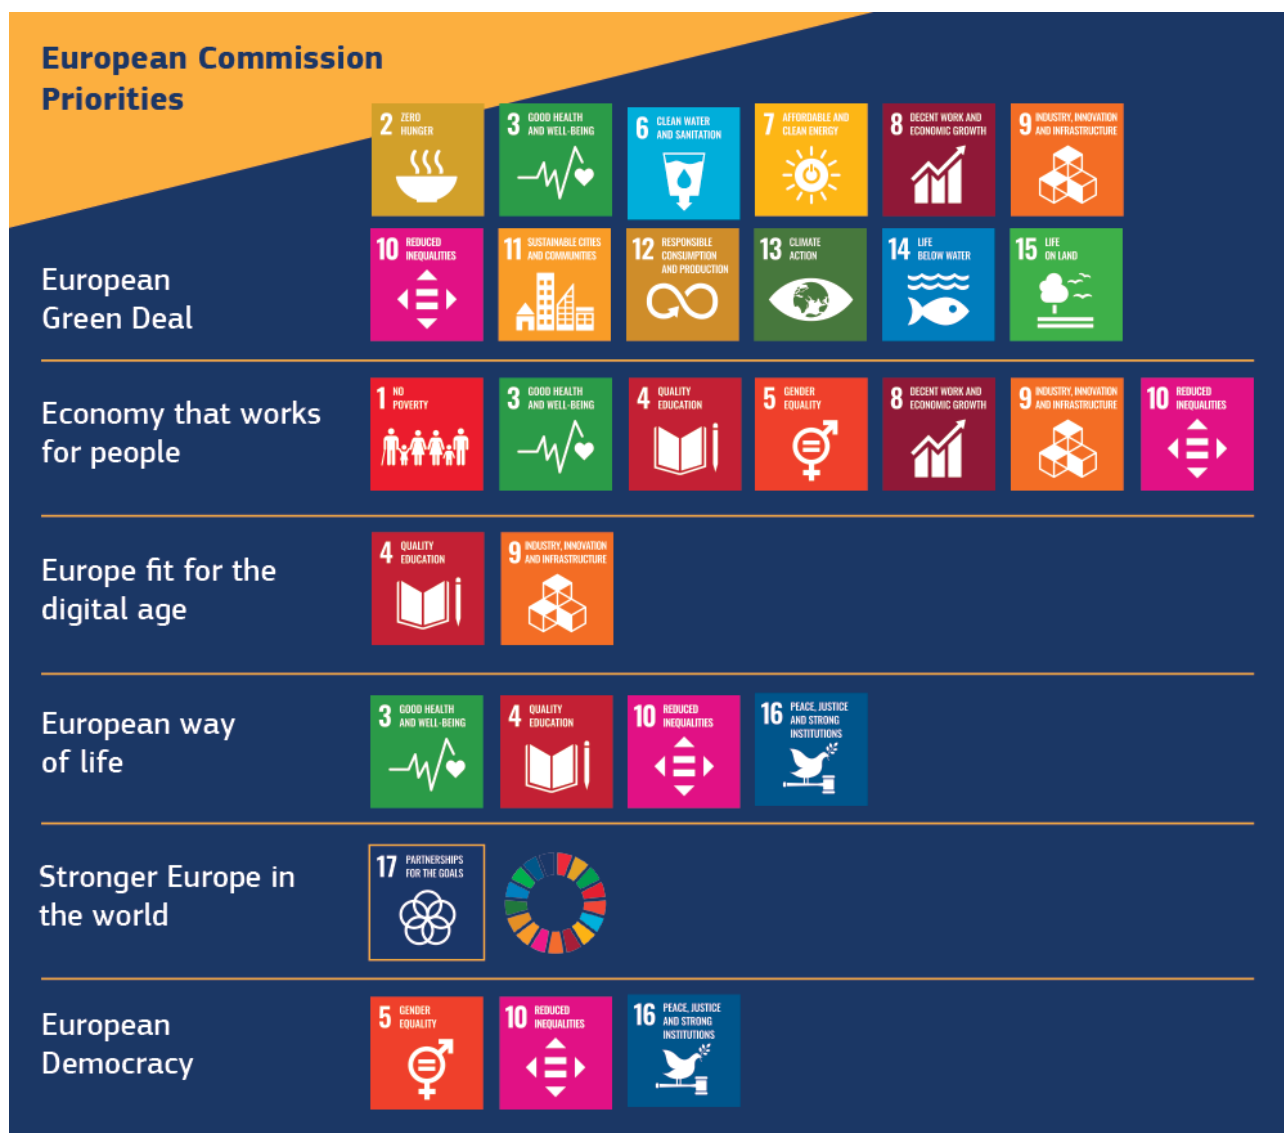 European Commission
Priorities
2 ZERO
HUNGER
3 GOOD HEALTH
AND WELL-BEING
6 CLEAN WATER
AND SANITATION
7 AFFORDABLE AND
CLEAN ENERGY
8 DECENT WORK AND
ECONOMIC GROWTH
9 INDUSTRY, INNOVATION
AND INFRASTRUCTURE
European
Green Deal
10 REDUCED
INEQUALITIES
11 SUSTAINABLE CITIES
AND COMMUNITIES
12 RESPONSIBLE
CONSUMPTION
AND PRODUCTION
13 CLIMATE
ACTION
14 LIFE
BELOW WATER
15 LIFE
ON LAND
Economy that works
for people
1 NO
POVERTY
3 GOOD HEALTH
AND WELL-BEING
4 QUALITY
EDUCATION
5 GENDER
EQUALITY
8 DECENT WORK AND
ECONOMIC GROWTH
9 INDUSTRY, INNOVATION
AND INFRASTRUCTURE
10 REDUCED
INEQUALITIES
Europe fit for the
digital age
4 QUALITY
EDUCATION
9 INDUSTRY, INNOVATION
AND INFRASTRUCTURE
European way
of life
3 GOOD HEALTH
AND WELL-BEING
4 QUALITY
EDUCATION
10 REDUCED
INEQUALITIES
16 PEACE, JUSTICE
AND STRONG
INSTITUTIONS
Stronger Europe in
the world
17 PARTNERSHIPS
FOR THE GOALS
European
Democracy
5 GENDER
EQUALITY
10 REDUCED
INEQUALITIES
16 PEACE, JUSTICE
AND STRONG
INSTITUTIONS